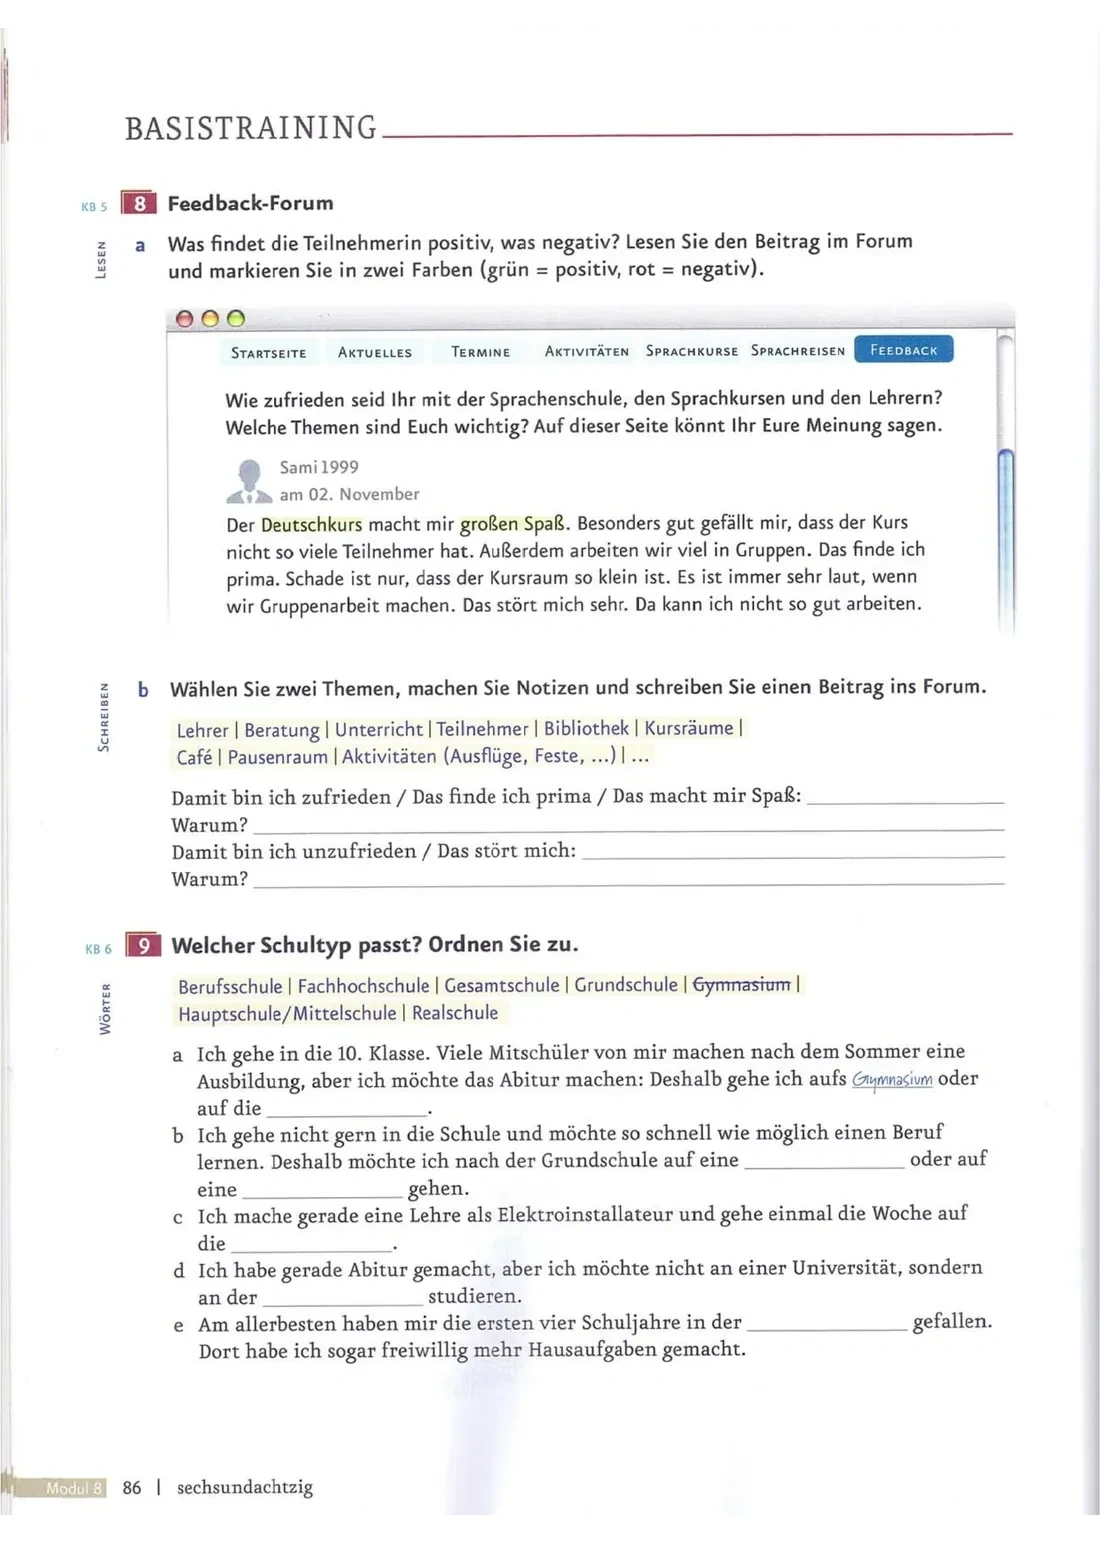 BASISTRAINING
KB 5 8 Feedback-Forum
LESEN
a Was findet die Teilnehmerin positiv, was negativ? Lesen Sie den Beitrag im Forum
und markieren Sie in zwei Farben (grün = positiv, rot = negativ).
STARTSEITE AKTUELLES TERMINE AKTIVITÄTEN SPRACHKURSE SPRACHREISEN FEEDBACK
Wie zufrieden seid Ihr mit der Sprachenschule, den Sprachkursen und den Lehrern?
Welche Themen sind Euch wichtig? Auf dieser Seite könnt Ihr Eure Meinung sagen.
Sami1999
am 02. November
Der Deutschkurs macht mir großen Spaß. Besonders gut gefällt mir, dass der Kurs
nicht so viele Teilnehmer hat. Außerdem arbeiten wir viel in Gruppen. Das finde ich
prima. Schade ist nur, dass der Kursraum so klein ist. Es ist immer sehr laut, wenn
wir Gruppenarbeit machen. Das stört mich sehr. Da kann ich nicht so gut arbeiten.
SCHREIBEN
b Wählen Sie zwei Themen, machen Sie Notizen und schreiben Sie einen Beitrag ins Forum.
Lehrer | Beratung | Unterricht | Teilnehmer | Bibliothek | Kursräume |
Café | Pausenraum | Aktivitäten (Ausflüge, Feste, ...) | ...
Damit bin ich zufrieden / Das finde ich prima / Das macht mir Spaß: ____________________
Warum? ____________________
Damit bin ich unzufrieden / Das stört mich: ____________________
Warum? ____________________
KB 6 9 Welcher Schultyp passt? Ordnen Sie zu.
WÖRTER
Berufsschule | Fachhochschule | Gesamtschule | Grundschule | Gymnasium |
Hauptschule/Mittelschule | Realschule
a Ich gehe in die 10. Klasse. Viele Mitschüler von mir machen nach dem Sommer eine
Ausbildung, aber ich möchte das Abitur machen: Deshalb gehe ich aufs Gymnasium oder
auf die ________________.
b Ich gehe nicht gern in die Schule und möchte so schnell wie möglich einen Beruf
lernen. Deshalb möchte ich nach der Grundschule auf eine ________________ oder auf
eine ________________ gehen.
c Ich mache gerade eine Lehre als Elektroinstallateur und gehe einmal die Woche auf
die ________________.
d Ich habe gerade Abitur gemacht, aber ich möchte nicht an einer Universität, sondern
an der ________________ studieren.
e Am allerbesten haben mir die ersten vier Schuljahre in der ________________ gefallen.
Dort habe ich sogar freiwillig mehr Hausaufgaben gemacht.
Modul 8 86 | sechsundachtzig